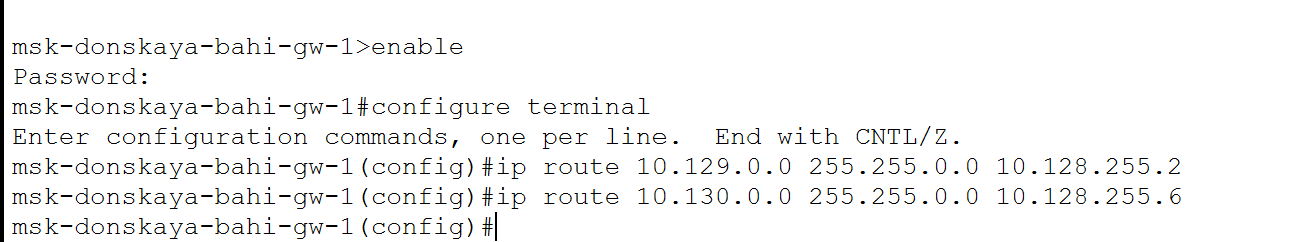 msk-donskaya-bahi-gw-1>enable
Password:
msk-donskaya-bahi-gw-1#configure terminal
Enter configuration commands, one per line.  End with CNTL/Z.
msk-donskaya-bahi-gw-1(config)#ip route 10.129.0.0 255.255.0.0 10.128.255.2
msk-donskaya-bahi-gw-1(config)#ip route 10.130.0.0 255.255.0.0 10.128.255.6
msk-donskaya-bahi-gw-1(config)#